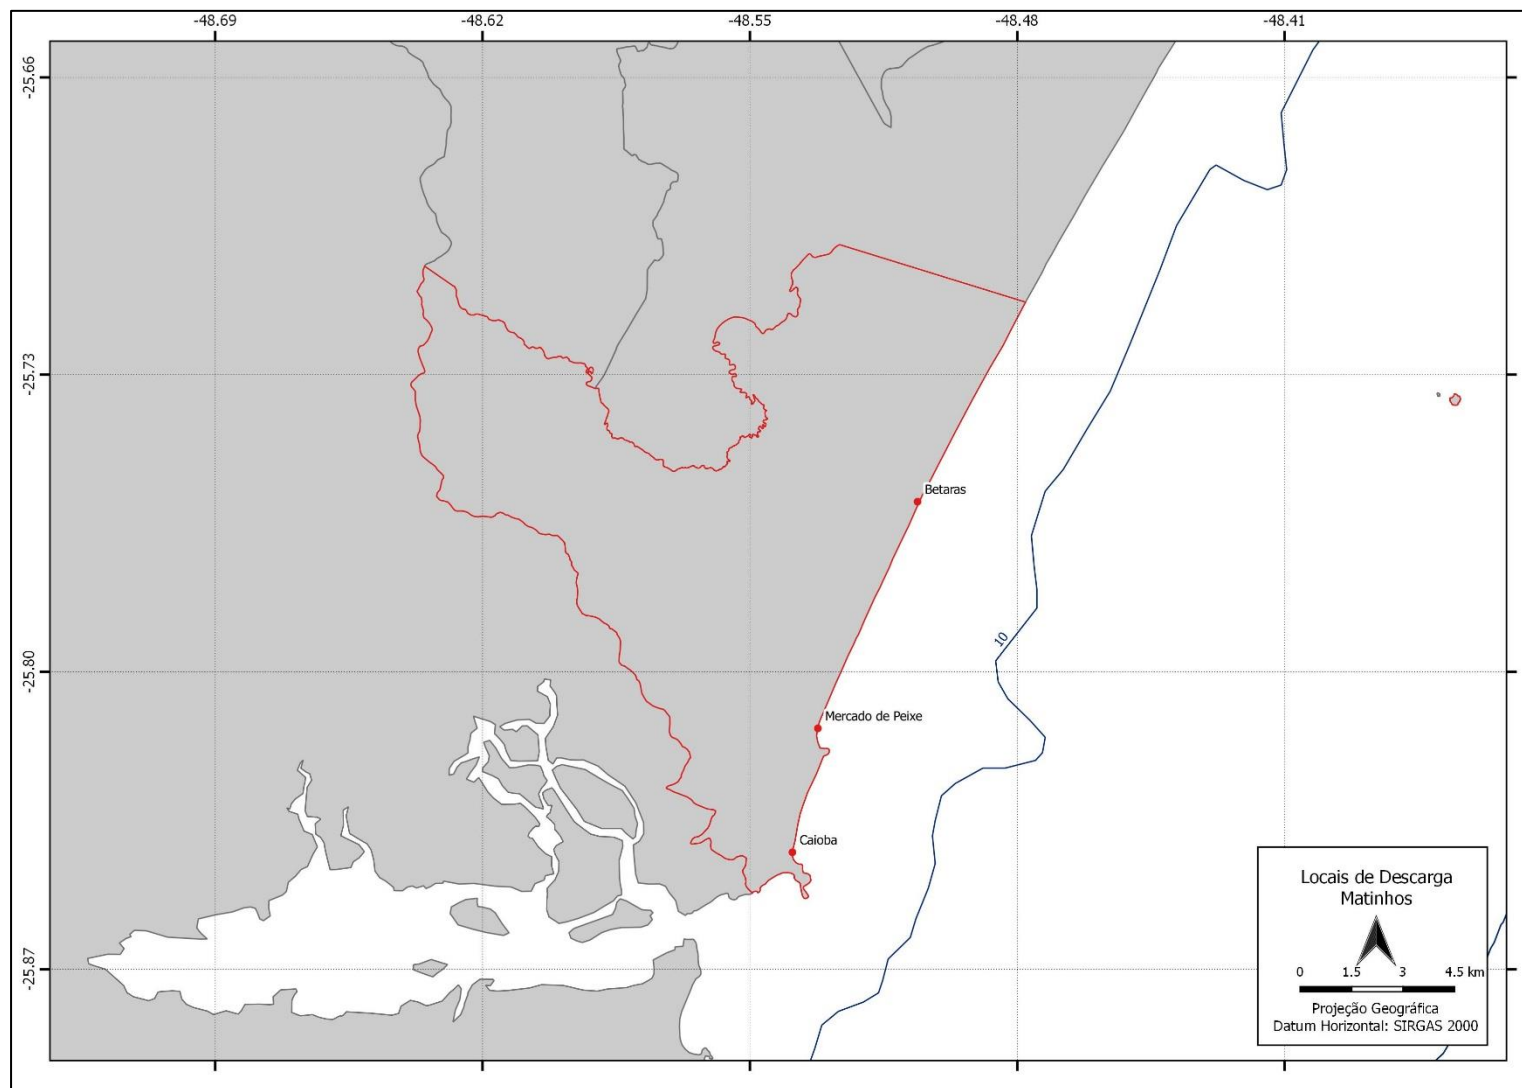 -48.69
-48.62
-48.55
-48.48
-48.41
-25.66
-25.73
-25.80
-25.87
Betaras
10
Mercado de Peixe
Caioba
Locais de Descarga
Matinhos
0 1.5 3 4.5 km
Projeção Geográfica
Datum Horizontal: SIRGAS 2000